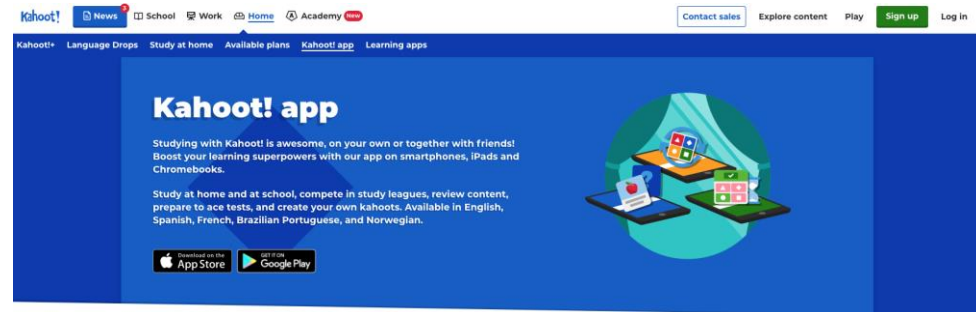 Kahoot! News 3 School Work Home Academy New Contact sales Explore content Play Sign up Log in
Kahoot!+ Language Drops Study at home Available plans Kahoot! app Learning apps
Kahoot! app
Studying with Kahoot! is awesome, on your own or together with friends!
Boost your learning superpowers with our app on smartphones, iPads and
Chromebooks.
Study at home and at school, compete in study leagues, review content,
prepare to ace tests, and create your own kahoots. Available in English,
Spanish, French, Brazilian Portuguese, and Norwegian.
Download on the
App Store
GET IT ON
Google Play